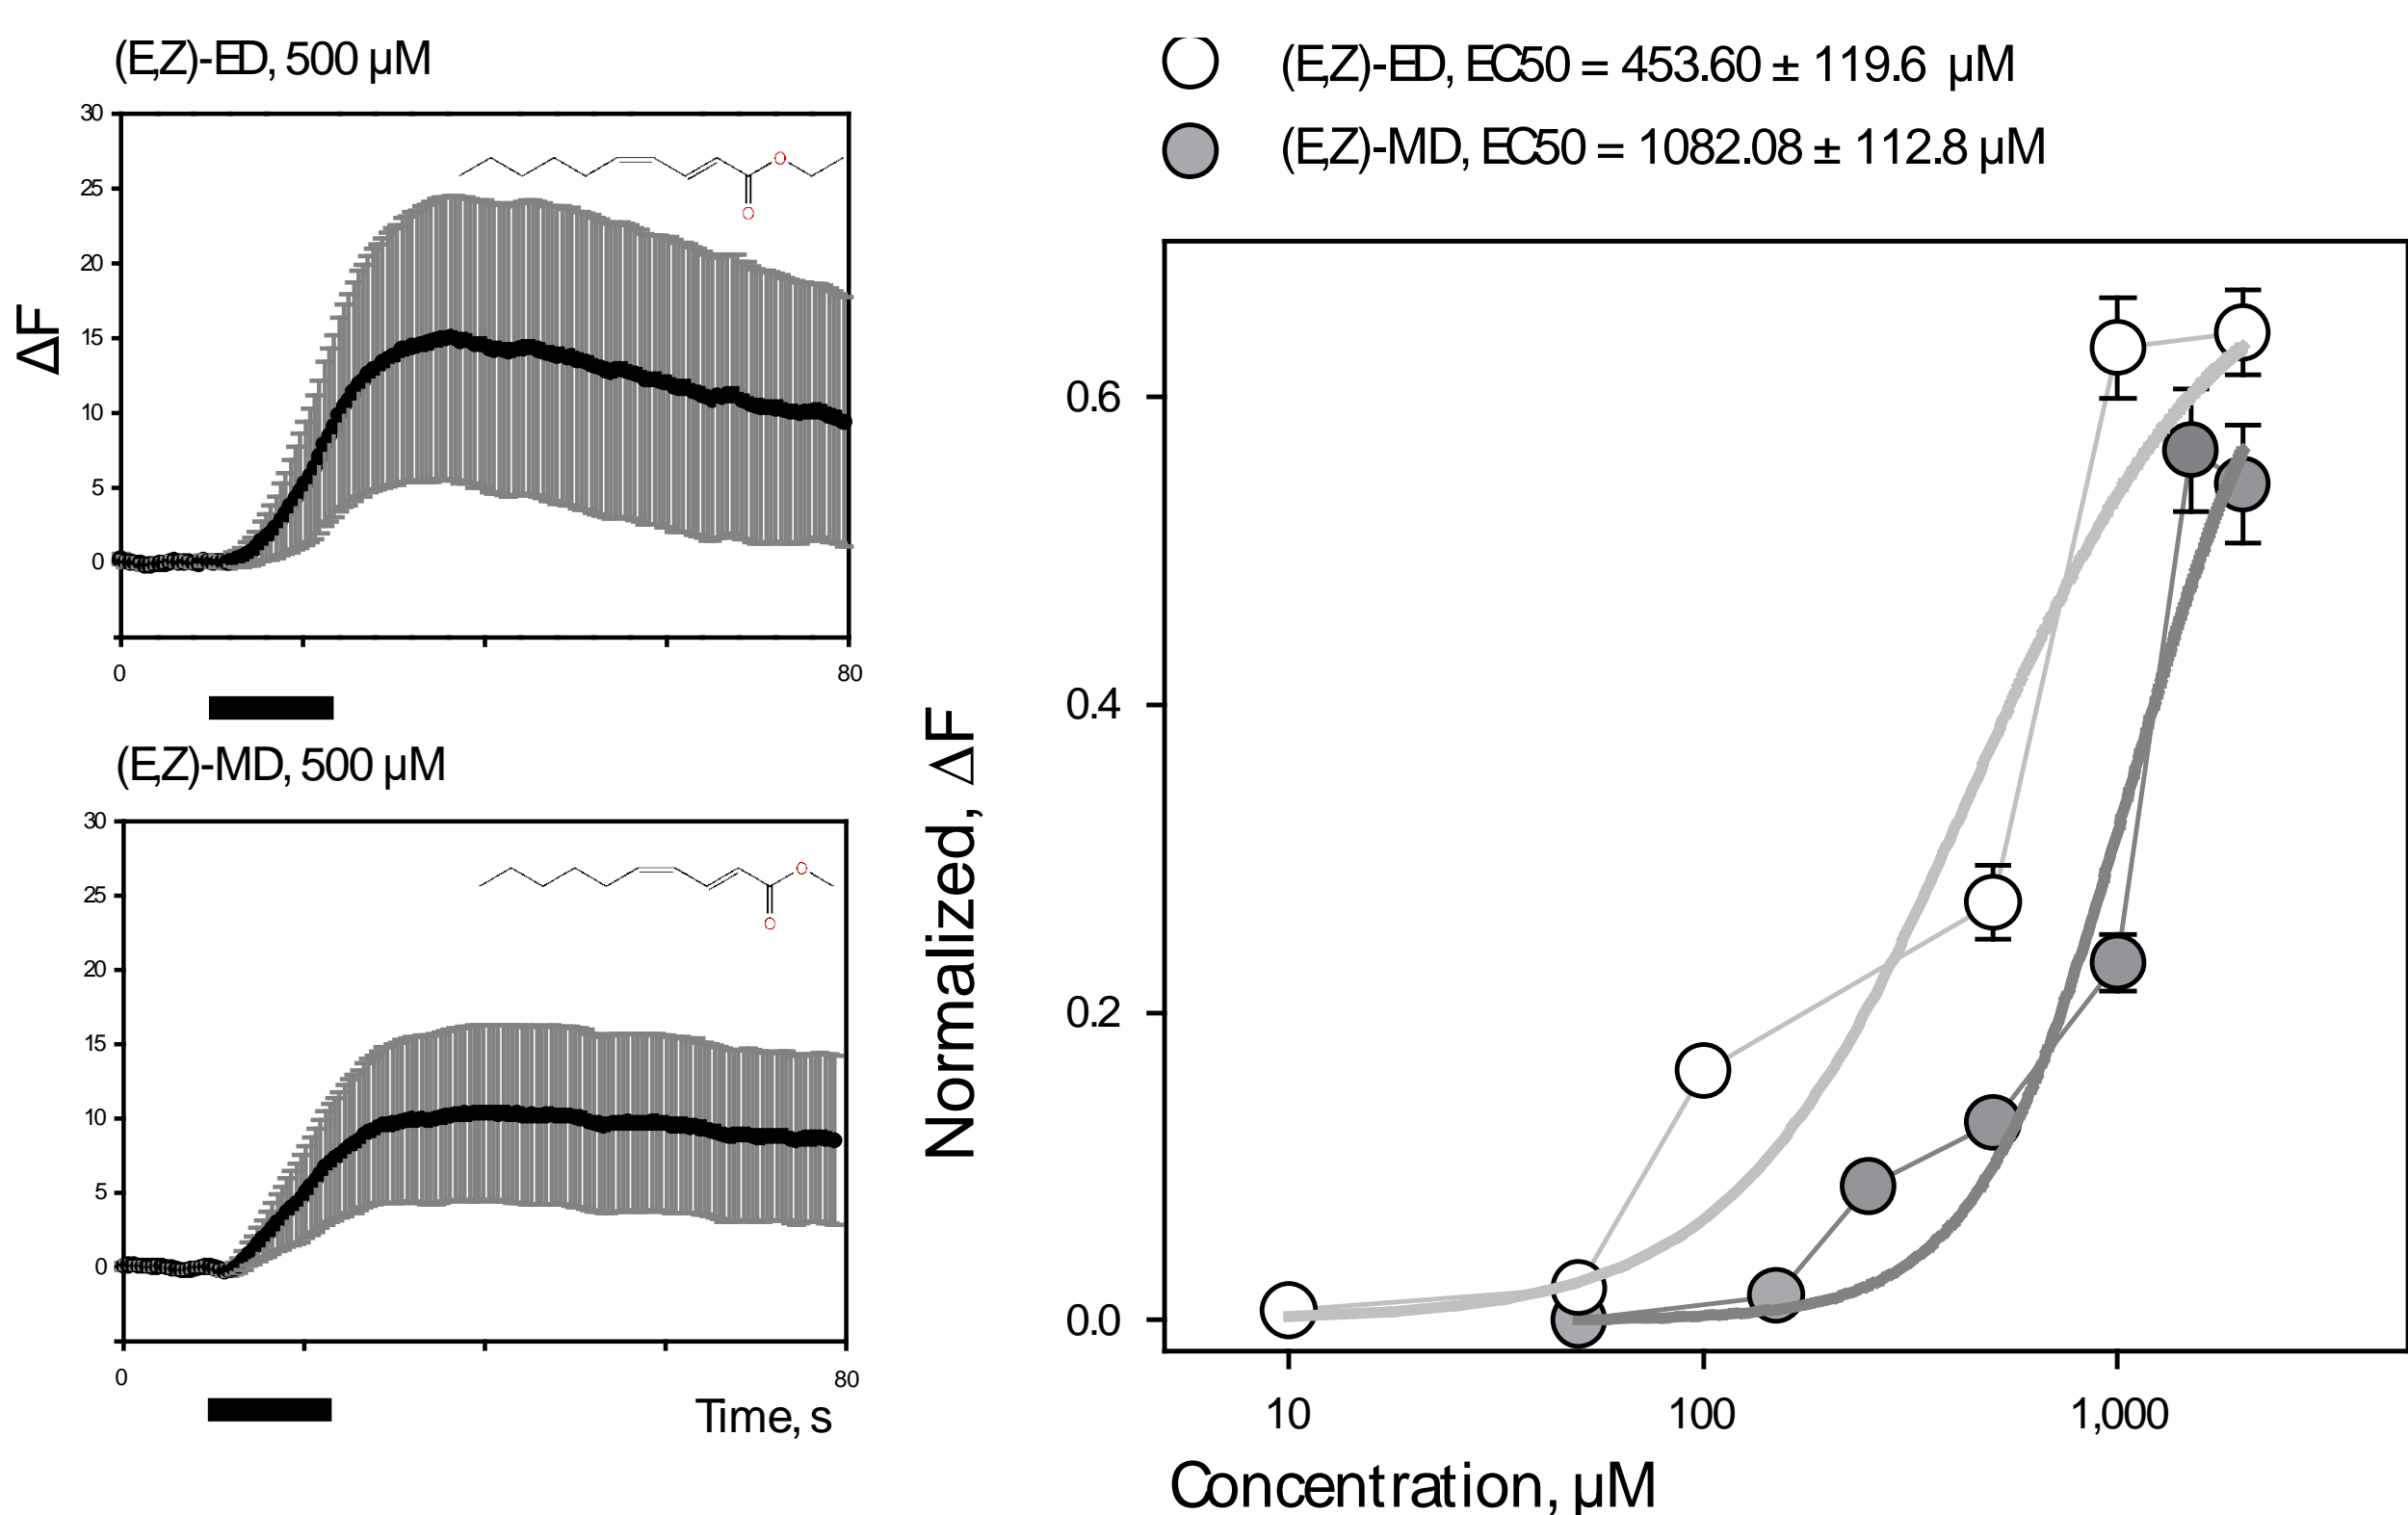 (E,Z)-ED, 500 µM
30
25
20
15
10
5
0
ΔF
O
O
0
80
(E,Z)-MD, 500 µM
30
25
20
15
10
5
0
O
O
0
80
Time, s
(E,Z)-ED, EC50 = 453.60 ± 119.6 µM
(E,Z)-MD, EC50 = 1082.08 ± 112.8 µM
Normalized, ΔF
0.6
0.4
0.2
0.0
10
100
1,000
Concentration, µM